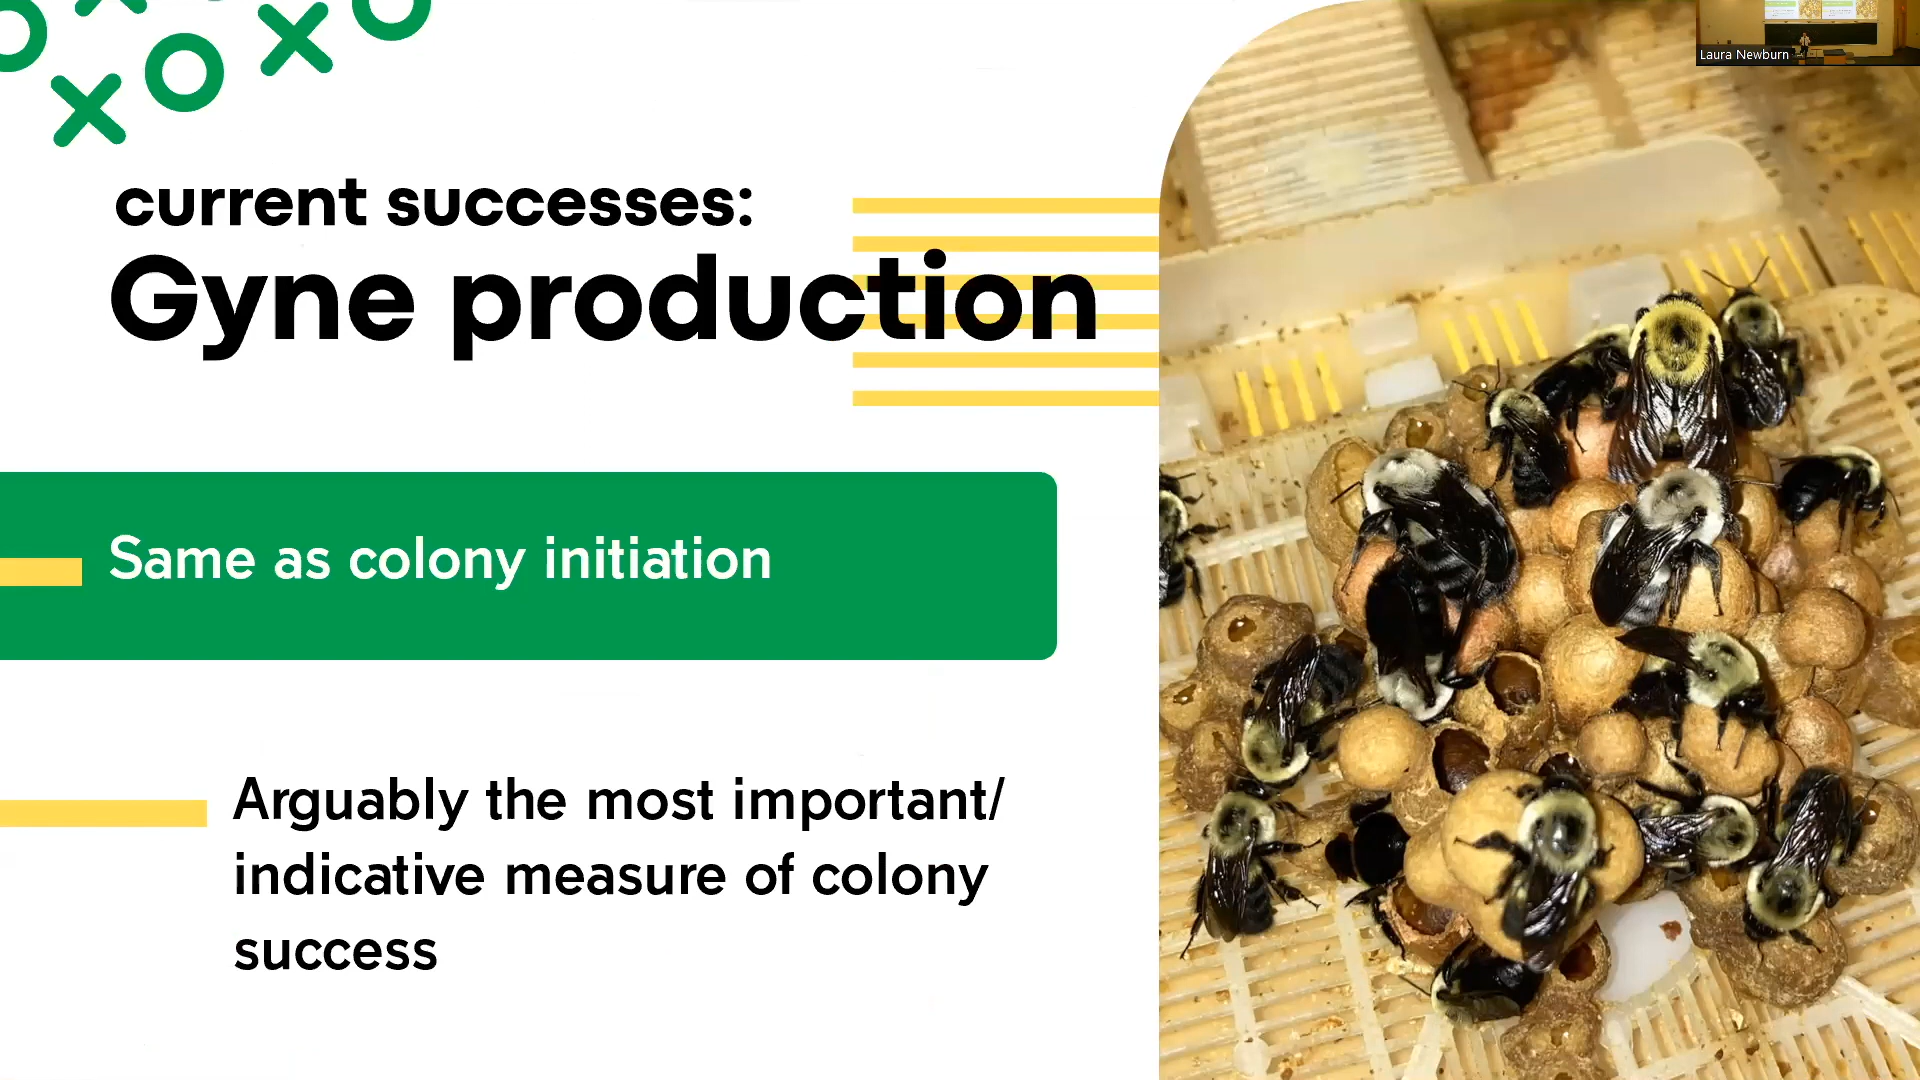 Laura Newburn
current successes:
Gyne production
Same as colony initiation
Arguably the most important/
indicative measure of colony
success